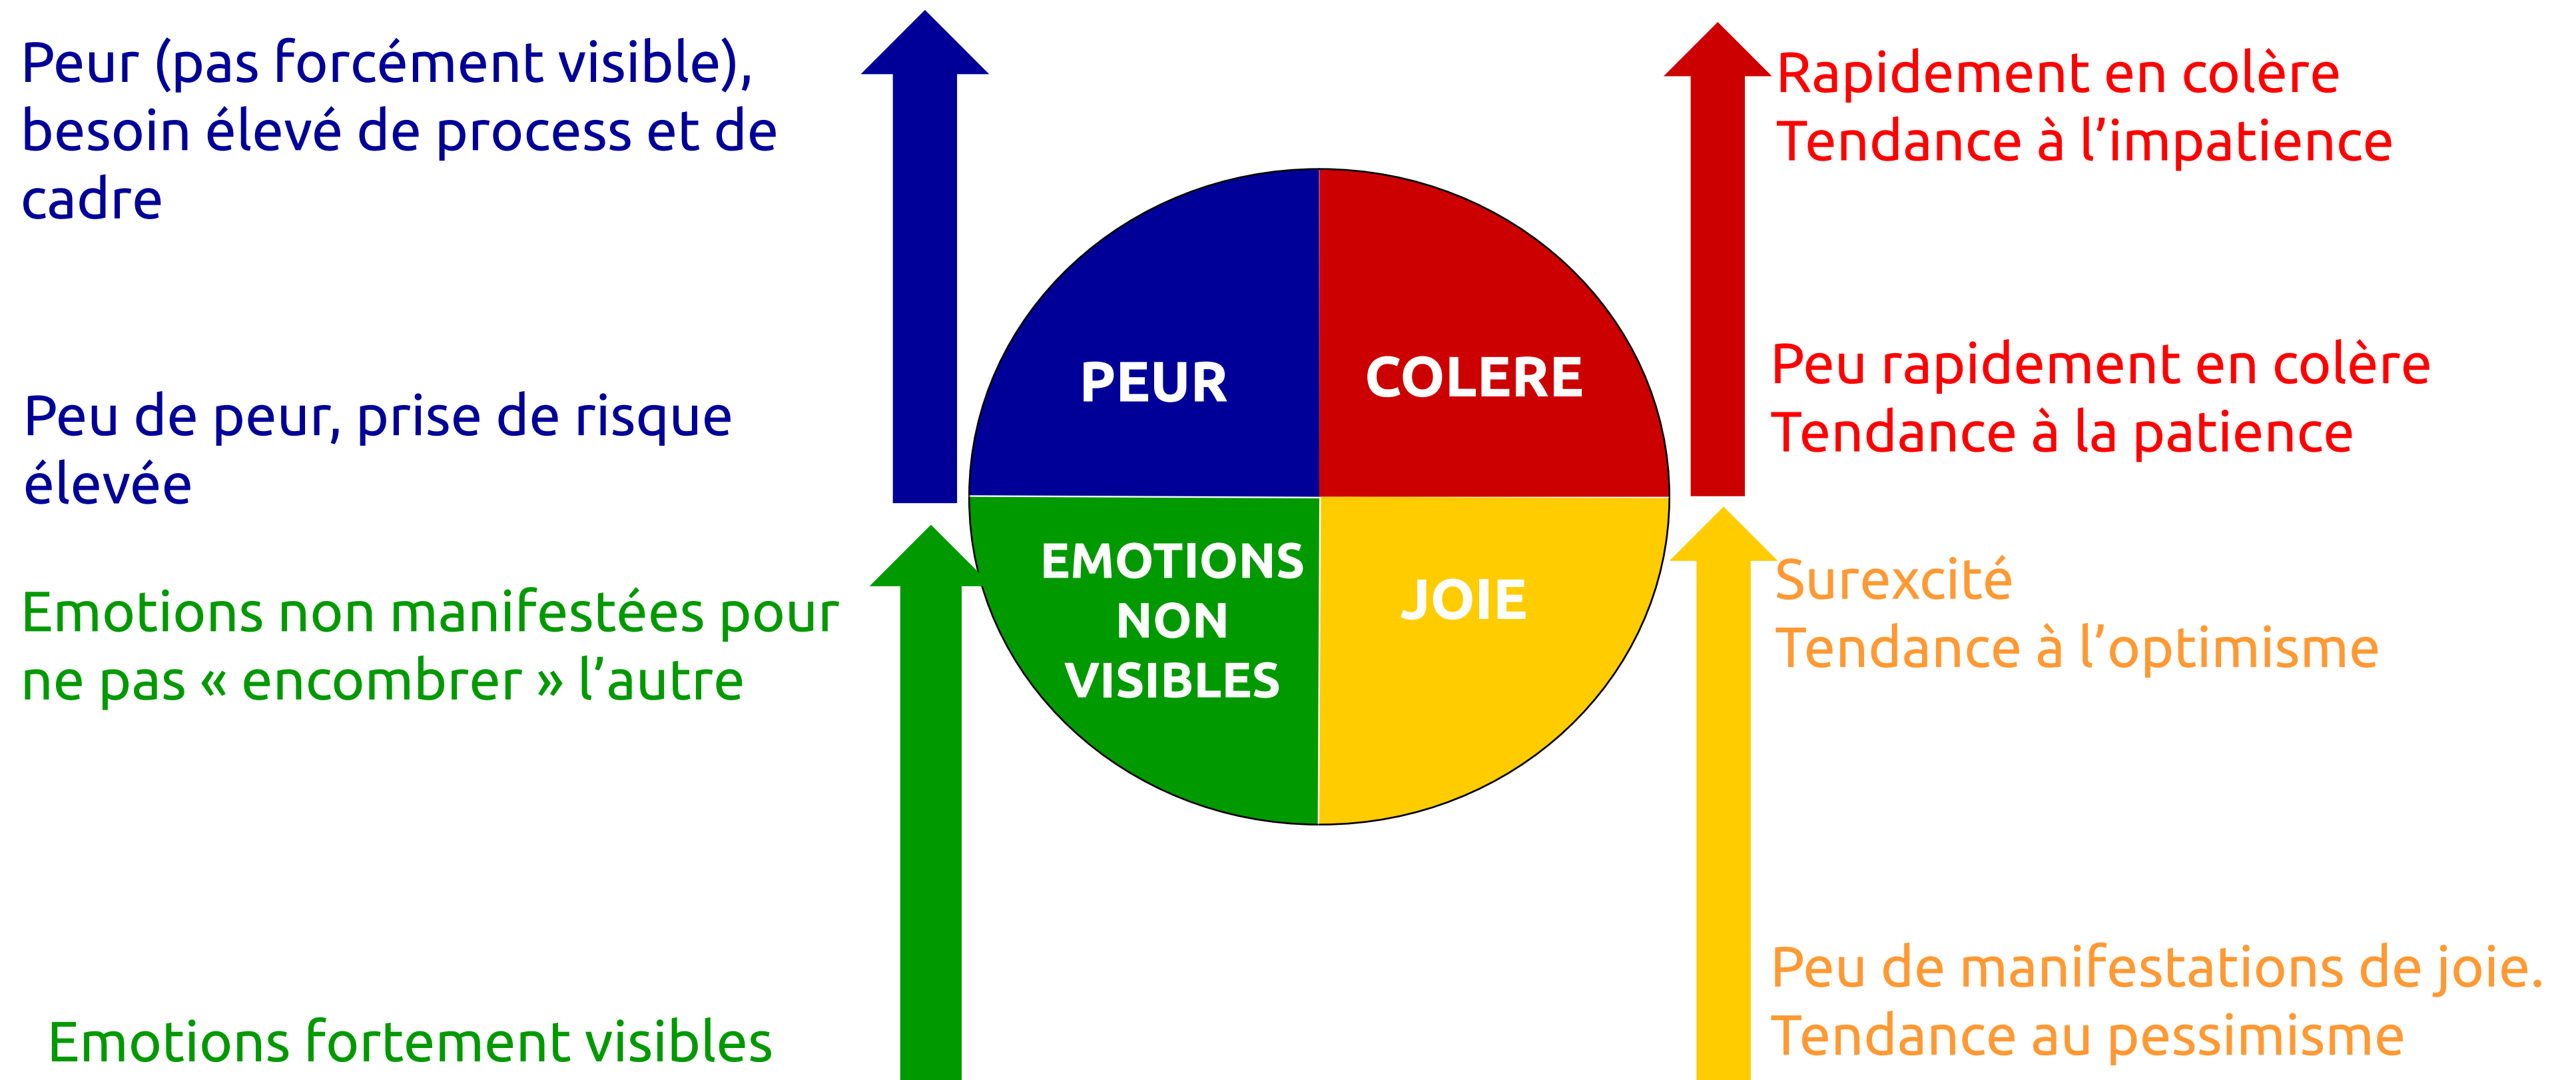 Peur (pas forcément visible),
besoin élevé de process et de
cadre
Peu de peur, prise de risque
élevée
Emotions non manifestées pour
ne pas « encombrer » l’autre
Emotions fortement visibles
PEUR
COLERE
EMOTIONS
NON
VISIBLES
JOIE
Rapidement en colère
Tendance à l’impatience
Peu rapidement en colère
Tendance à la patience
Surexcité
Tendance à l’optimisme
Peu de manifestations de joie.
Tendance au pessimisme